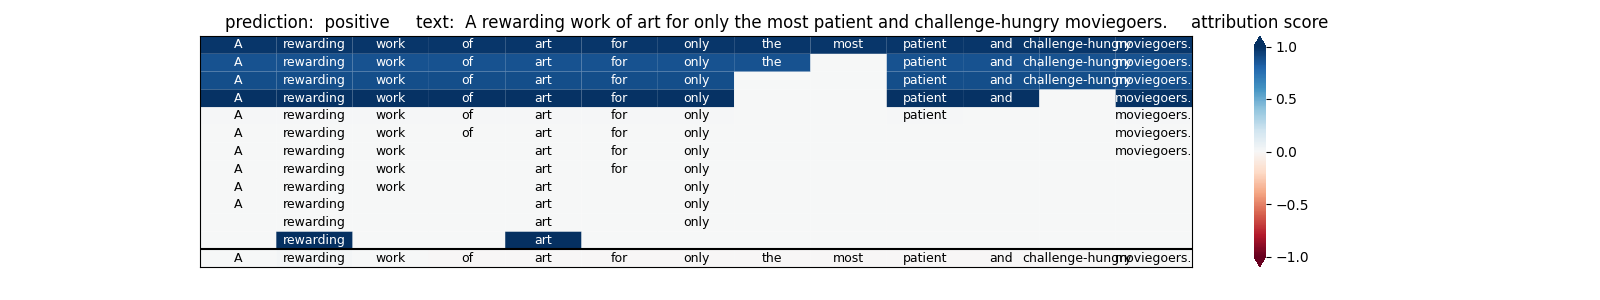 prediction:  positive     text:  A rewarding work of art for only the most patient and challenge-hungry moviegoers.     attribution score
A rewarding work of art for only the most patient and challenge-hungry moviegoers. 1.0
A rewarding work of art for only the patient and challenge-hungry moviegoers.
A rewarding work of art for only patient and challenge-hungry moviegoers.
A rewarding work of art for only patient and moviegoers. 0.5
A rewarding work of art for only patient moviegoers.
A rewarding work of art for only moviegoers.
A rewarding work art for only moviegoers. 0.0
A rewarding work art for only
A rewarding work art only
A rewarding art only −0.5
rewarding art only
rewarding art
A rewarding work of art for only the most patient and challenge-hungry moviegoers. −1.0